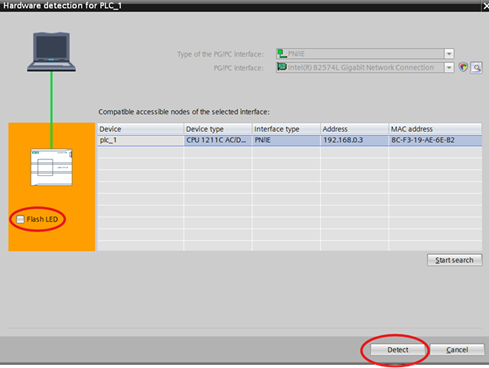 Hardware detection for PLC_1
Type of the PG/PC interface: PN/IE
PG/PC interface: Intel(R) 82574L Gigabit Network Connection
Compatible accessible nodes of the selected interface:
Device Device type Interface type Address MAC address
plc_1 CPU 1211C AC/D... PN/IE 192.168.0.3 8C-F3-19-AE-6E-B2
Flash LED
Start search
Detect Cancel